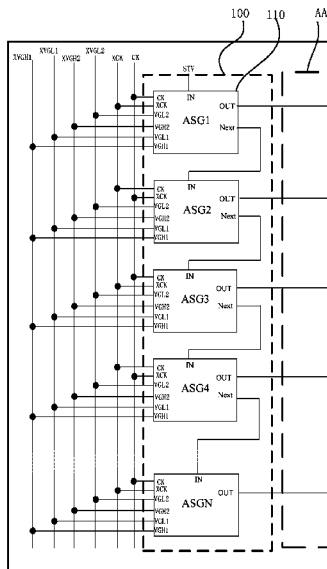 100 110 AA
XVGH1 XVGL1 XVGH2 XVGL2 XCK CK
STV
IN
CK
XCK
VGL2
VGH2
VGL1
VGH1
ASG1
OUT
Next
IN
XCK
CK
VGL2
VGH2
VGL1
VGH1
ASG2
OUT
Next
IN
CK
XCK
VGL2
VGH2
VGL1
VGH1
ASG3
OUT
Next
IN
XCK
CK
VGL2
VGH2
VGL1
VGH1
ASG4
OUT
Next
IN
CK
XCK
VGL2
VGH2
VGL1
VGH1
ASGN
OUT